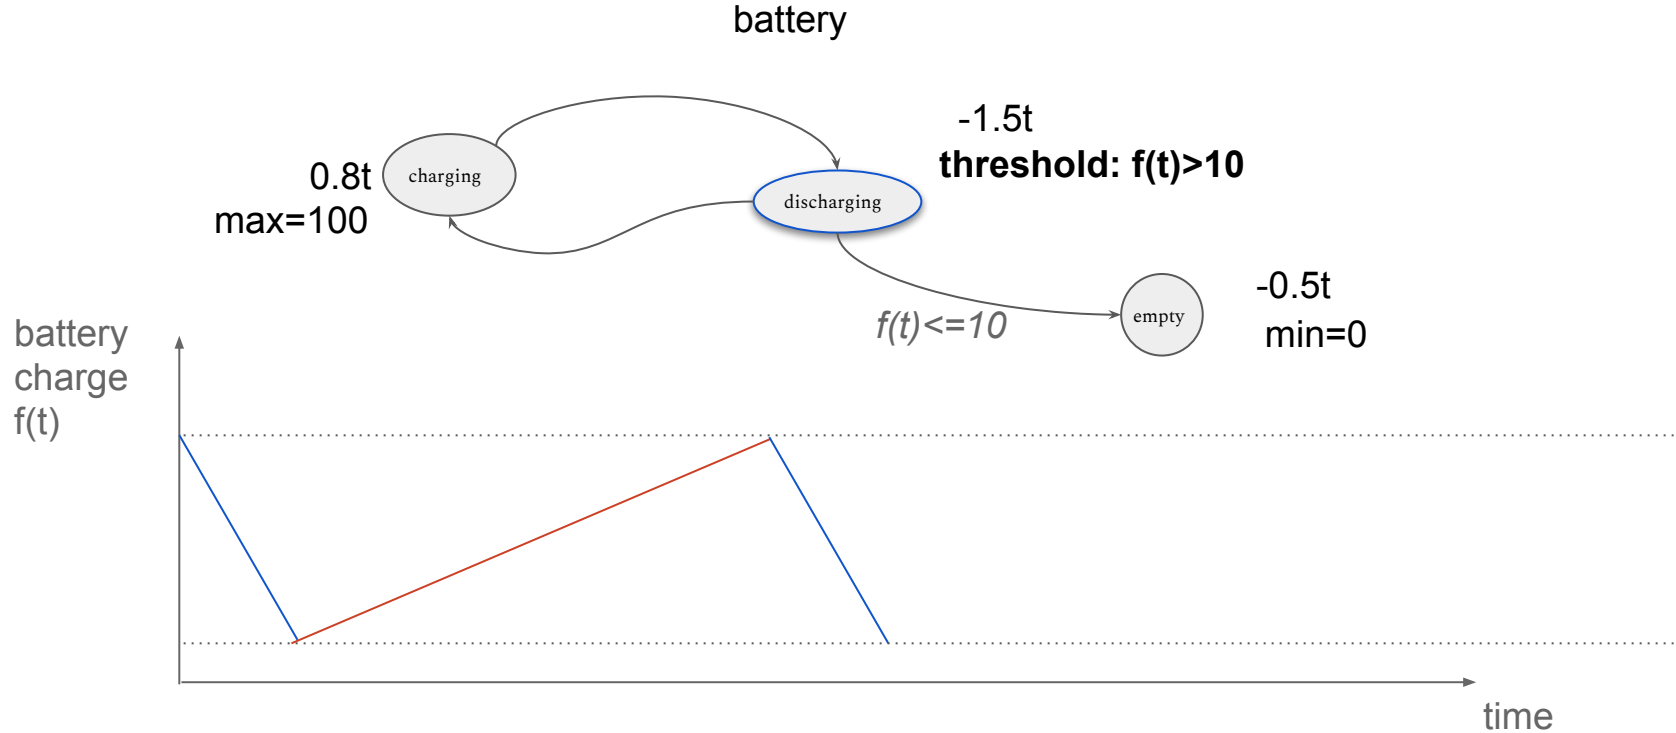 battery
-1.5t
threshold: f(t)>10
0.8t
max=100
charging
discharging
-0.5t
min=0
empty
f(t)<=10
battery
charge
f(t)
time